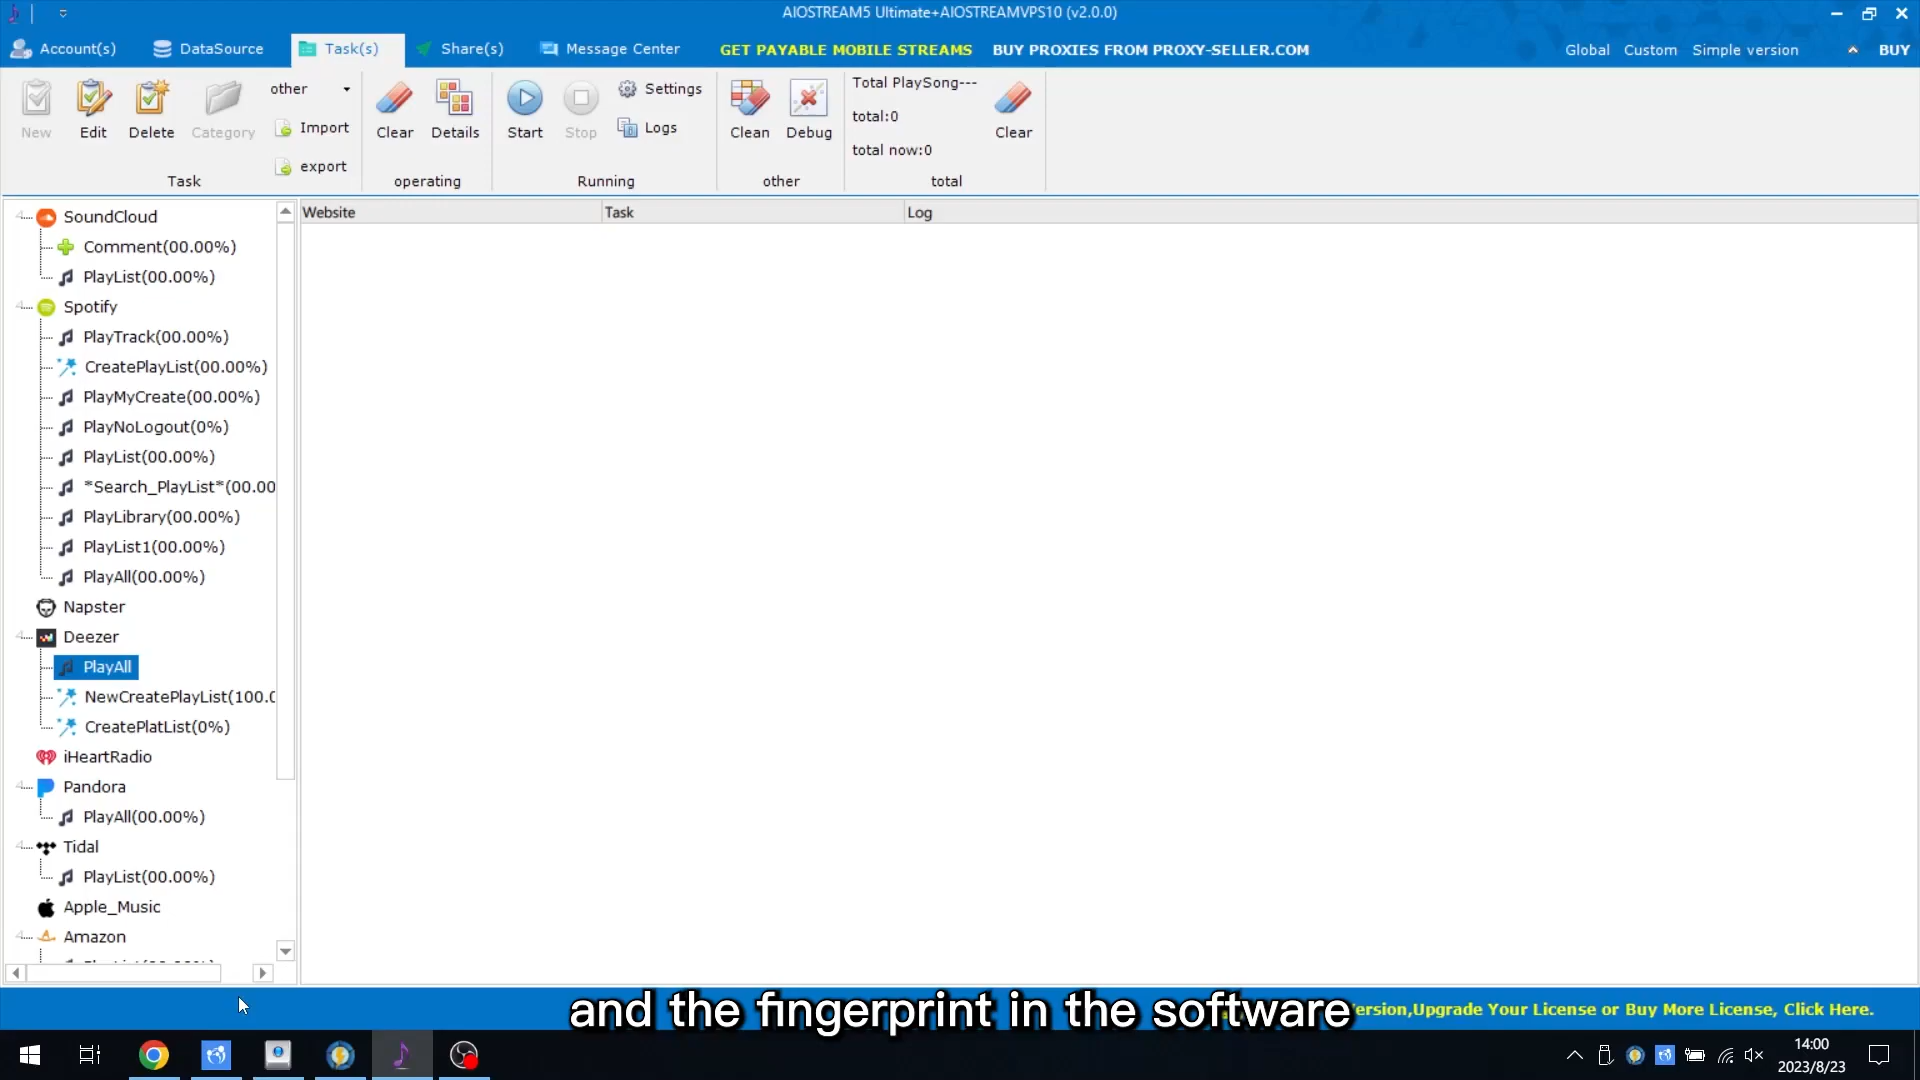 AIOSTREAM5 Ultimate+AIOSTREAMVPS10 (v2.0.0)
Account(s) DataSource Task(s) Share(s) Message Center GET PAYABLE MOBILE STREAMS BUY PROXIES FROM PROXY-SELLER.COM Global Custom Simple version BUY
New Edit Delete Category other Import export
Task
Clear Details
operating
Start Stop Settings Logs
Running
Clean Debug
other
Total PlaySong---
total:0
total now:0
Clear
total
Website Task Log
SoundCloud
Comment(00.00%)
PlayList(00.00%)
Spotify
PlayTrack(00.00%)
CreatePlayList(00.00%)
PlayMyCreate(00.00%)
PlayNoLogout(0%)
PlayList(00.00%)
*Search_PlayList*(00.00
PlayLibrary(00.00%)
PlayList1(00.00%)
PlayAll(00.00%)
Napster
Deezer
PlayAll
NewCreatePlayList(100.0
CreatePlatList(0%)
iHeartRadio
Pandora
PlayAll(00.00%)
Tidal
PlayList(00.00%)
Apple_Music
Amazon
and the fingerprint in the software
ersion,Upgrade Your License or Buy More License, Click Here.
14:00
2023/8/23